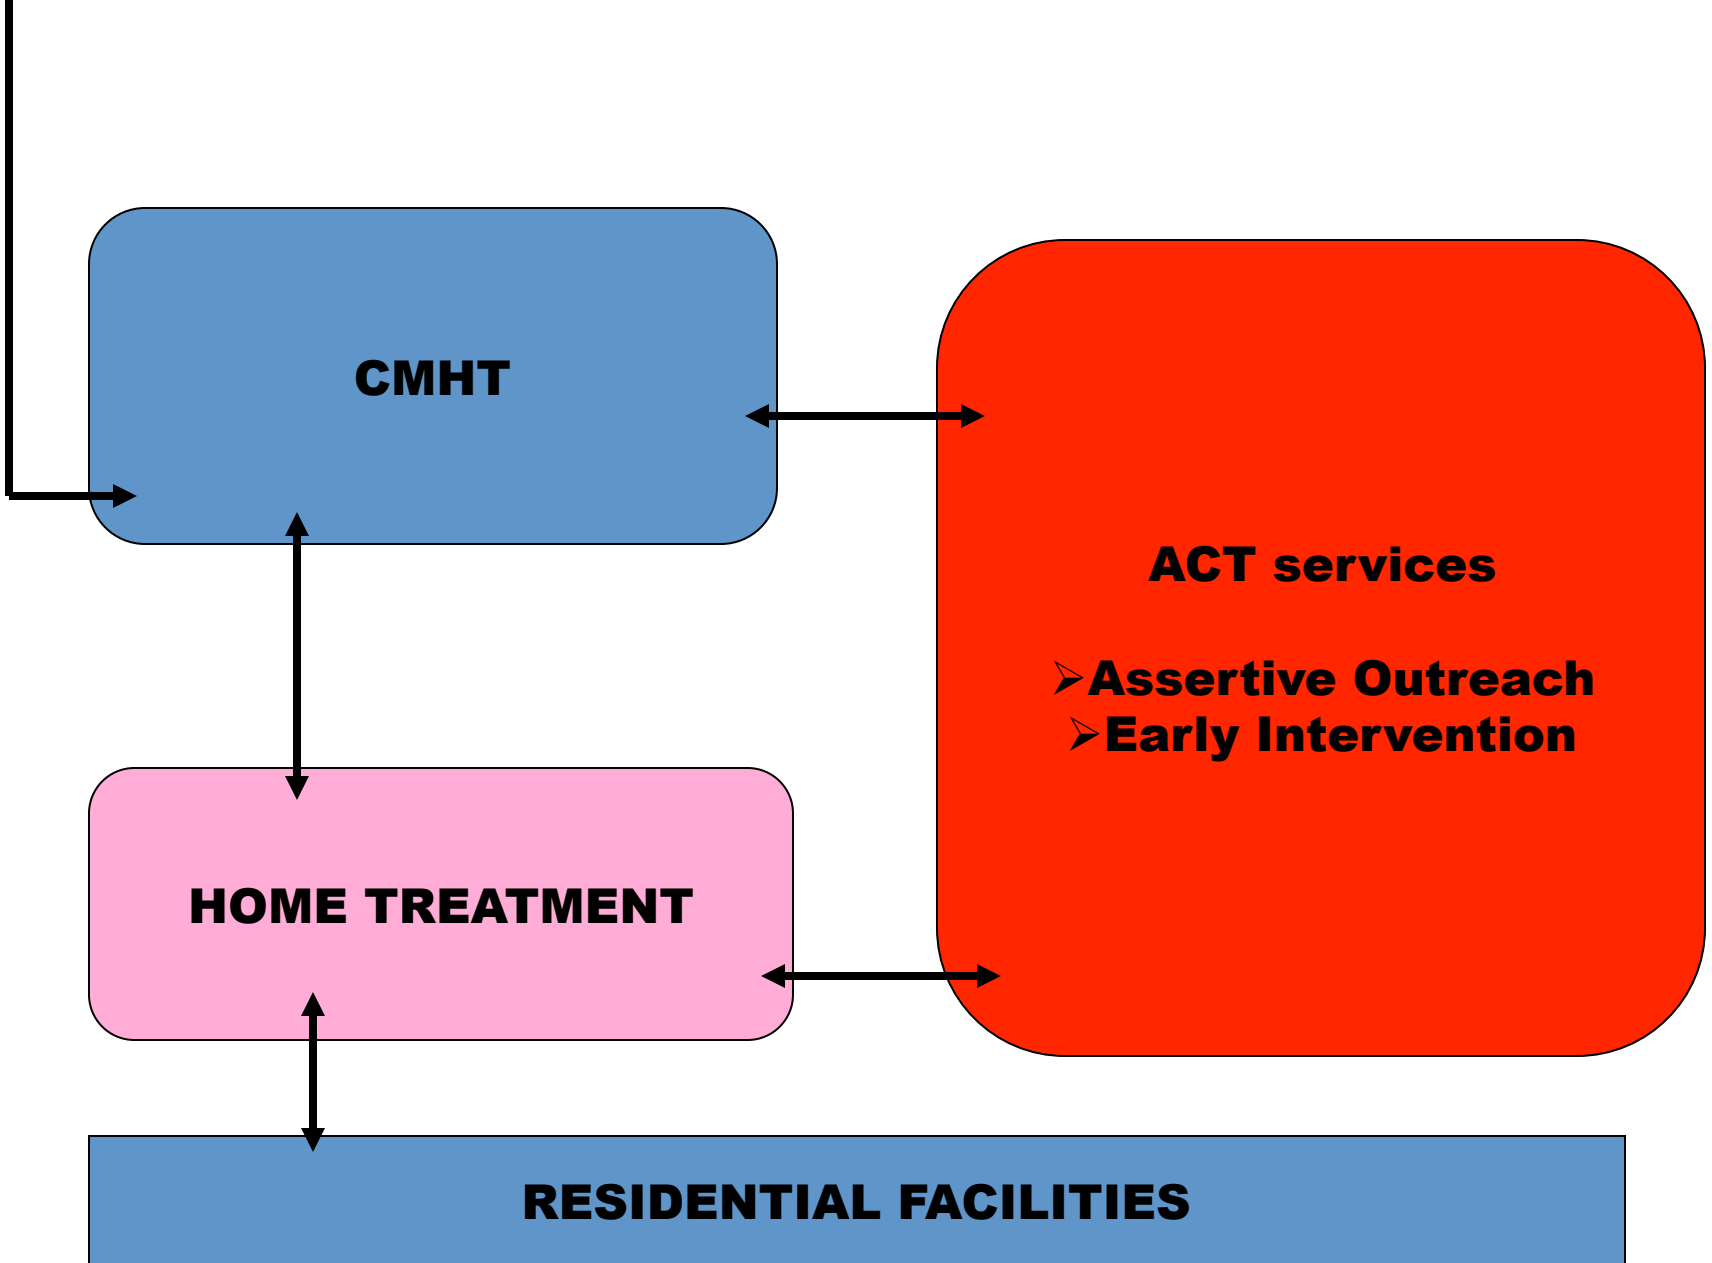 CMHT
ACT services
➢Assertive Outreach
➢Early Intervention
HOME TREATMENT
RESIDENTIAL FACILITIES